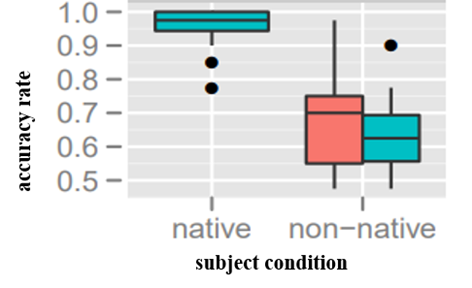 1.0
0.9
0.8
0.7
0.6
0.5
accuracy rate
native non−native
subject condition